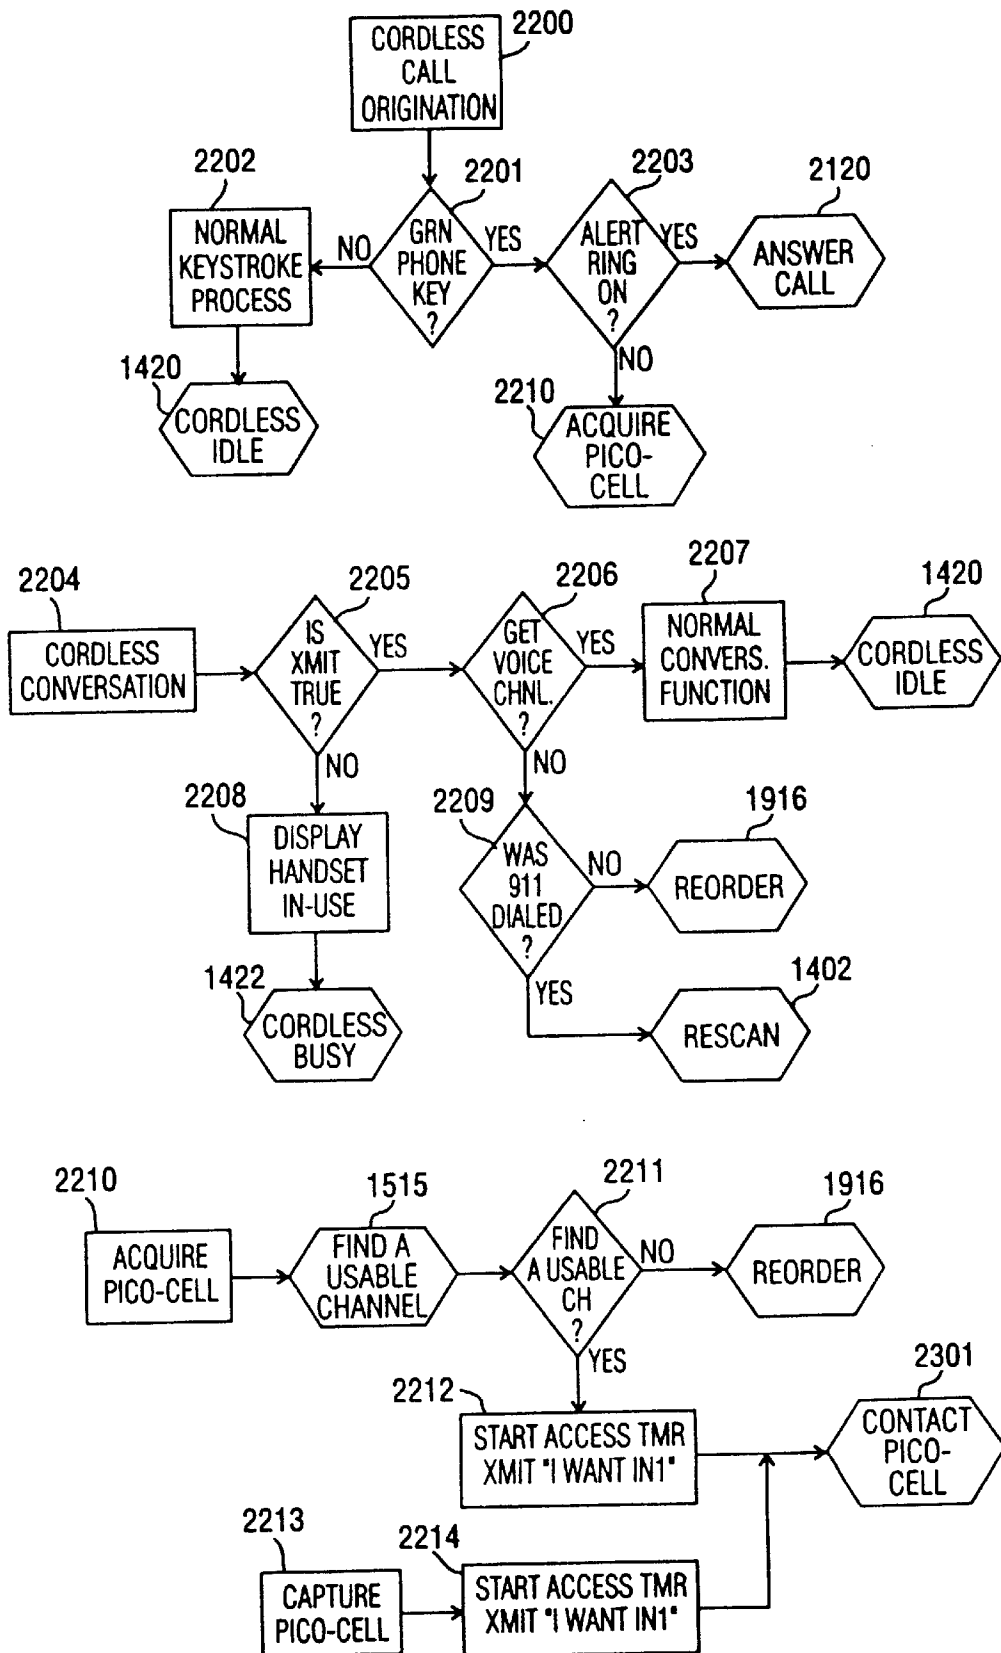 2200
CORDLESS
CALL
ORIGINATION
2202
2201
2203
2120
NORMAL
KEYSTROKE
PROCESS
NO
GRN
PHONE
KEY
?
YES
ALERT
RING
ON
?
YES
ANSWER
CALL
NO
1420
CORDLESS
IDLE
2210
ACQUIRE
PICO-
CELL
2204
2205
2206
2207
1420
CORDLESS
CONVERSATION
IS
XMIT
TRUE
?
YES
GET
VOICE
CHNL.
?
YES
NORMAL
CONVERS.
FUNCTION
CORDLESS
IDLE
NO
NO
2208
DISPLAY
HANDSET
IN-USE
2209
WAS
911
DIALED
?
NO
1916
REORDER
YES
1422
CORDLESS
BUSY
1402
RESCAN
2210
1515
2211
1916
ACQUIRE
PICO-CELL
FIND A
USABLE
CHANNEL
FIND
A USABLE
CH
?
NO
REORDER
YES
2212
START ACCESS TMR
XMIT "I WANT IN1"
2301
CONTACT
PICO-
CELL
2213
CAPTURE
PICO-CELL
2214
START ACCESS TMR
XMIT "I WANT IN1"